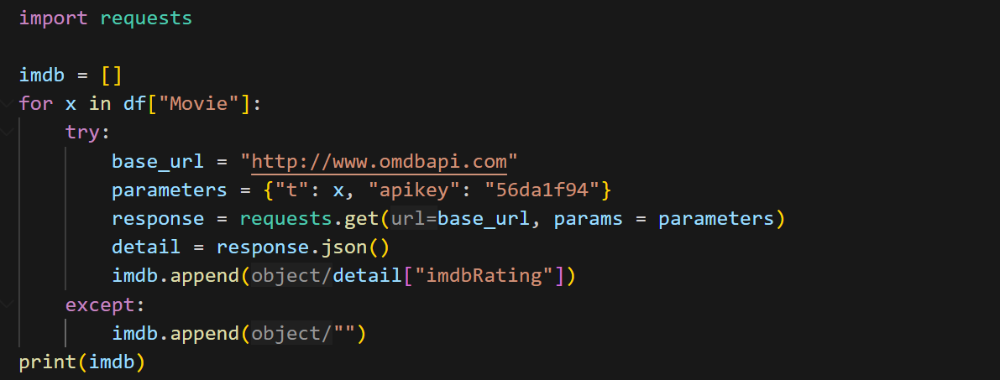 import requests
imdb = []
for x in df["Movie"]:
    try:
        base_url = "http://www.omdbapi.com"
        parameters = {"t": x, "apikey": "56da1f94"}
        response = requests.get(url=base_url, params = parameters)
        detail = response.json()
        imdb.append(object/detail["imdbRating"])
    except:
        imdb.append(object/"")
print(imdb)